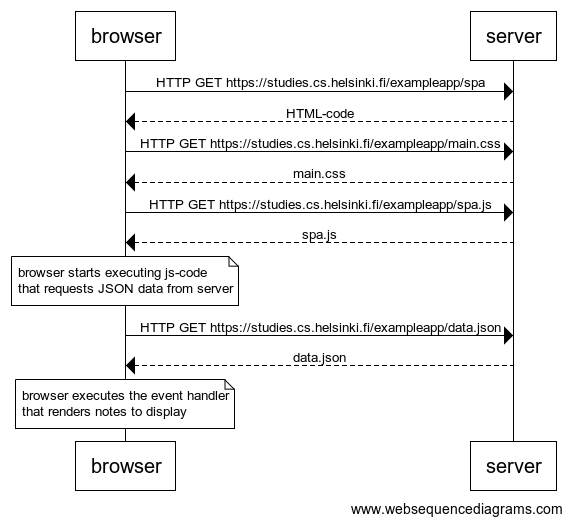 browser
server
HTTP GET https://studies.cs.helsinki.fi/exampleapp/spa
HTML-code
HTTP GET https://studies.cs.helsinki.fi/exampleapp/main.css
main.css
HTTP GET https://studies.cs.helsinki.fi/exampleapp/spa.js
spa.js
browser starts executing js-code
that requests JSON data from server
HTTP GET https://studies.cs.helsinki.fi/exampleapp/data.json
data.json
browser executes the event handler
that renders notes to display
browser
server
www.websequencediagrams.com